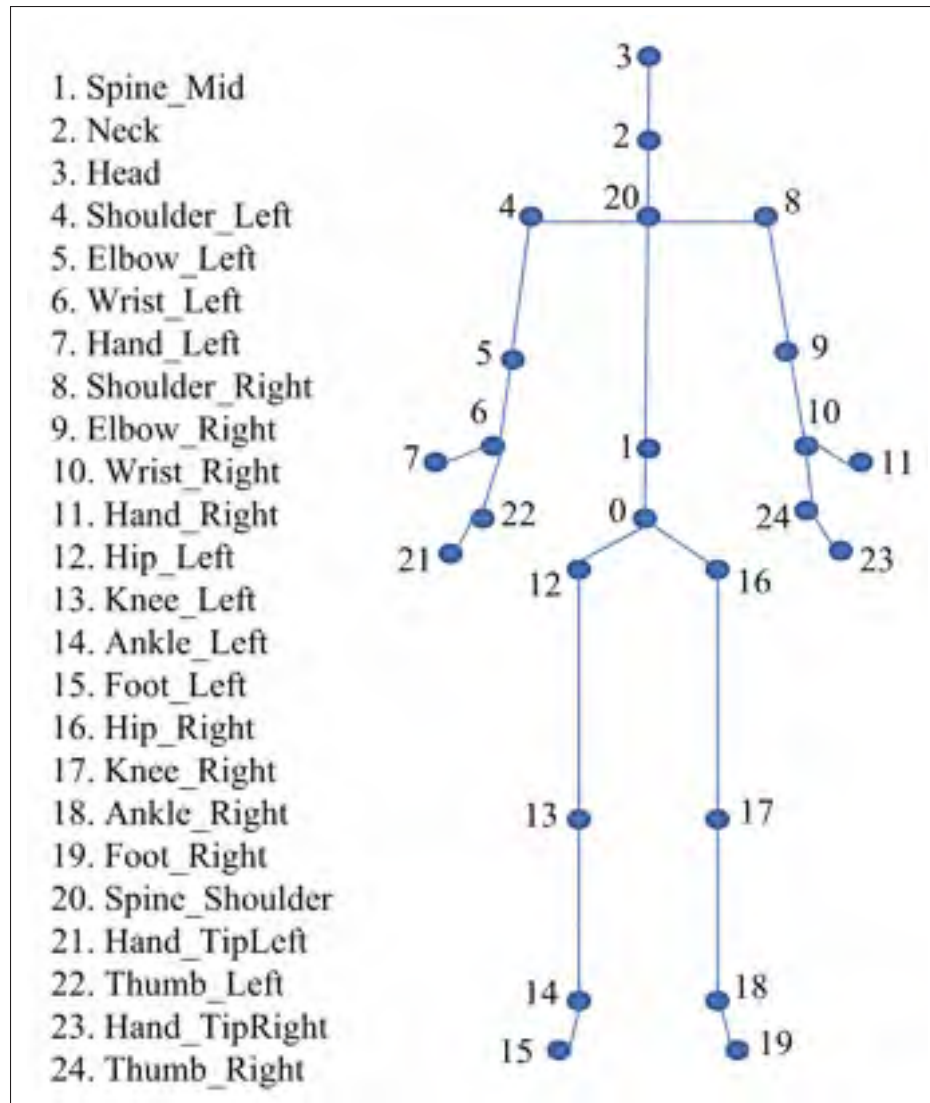 1. Spine_Mid
2. Neck
3. Head
4. Shoulder_Left
5. Elbow_Left
6. Wrist_Left
7. Hand_Left
8. Shoulder_Right
9. Elbow_Right
10. Wrist_Right
11. Hand_Right
12. Hip_Left
13. Knee_Left
14. Ankle_Left
15. Foot_Left
16. Hip_Right
17. Knee_Right
18. Ankle_Right
19. Foot_Right
20. Spine_Shoulder
21. Hand_TipLeft
22. Thumb_Left
23. Hand_TipRight
24. Thumb_Right
3
2
4 20 8
5 9
6 10
7 1 11
22 0 24
21 23
12 16
13 17
14 18
15 19